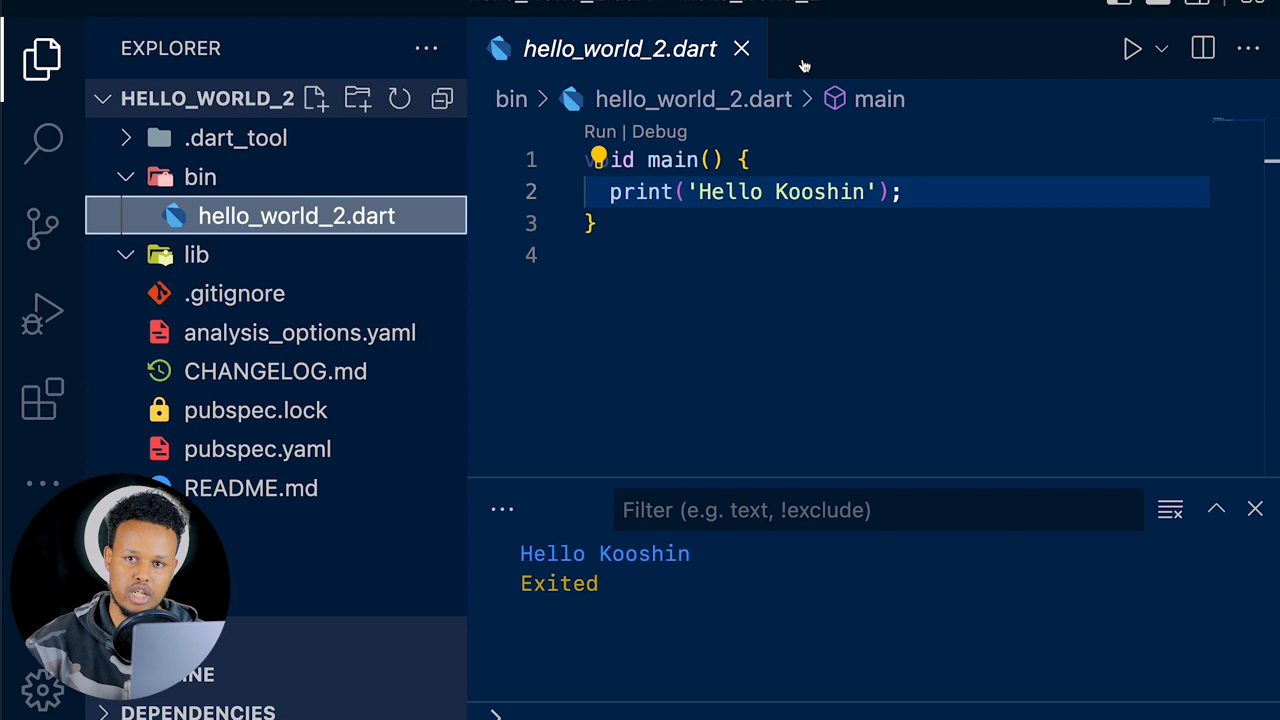 EXPLORER
HELLO_WORLD_2
.dart_tool
bin
hello_world_2.dart
lib
.gitignore
analysis_options.yaml
CHANGELOG.md
pubspec.lock
pubspec.yaml
README.md
DEPENDENCIES
hello_world_2.dart
bin > hello_world_2.dart > main
Run | Debug
1 void main() {
2 print('Hello Kooshin');
3 }
4
Filter (e.g. text, !exclude)
Hello Kooshin
Exited